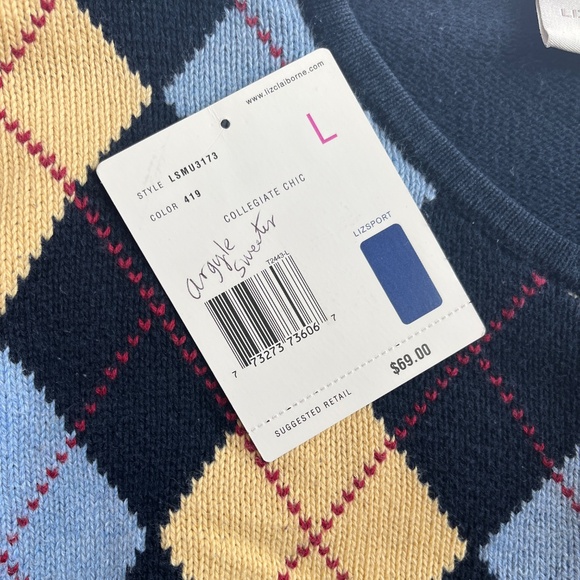 www.lizclaiborne.com
L
STYLE LSMU3173
COLOR 419
COLLEGIATE CHIC
argyle
sweater
LIZSPORT
T2443-L
7 73273 73606 7
$69.00
SUGGESTED RETAIL